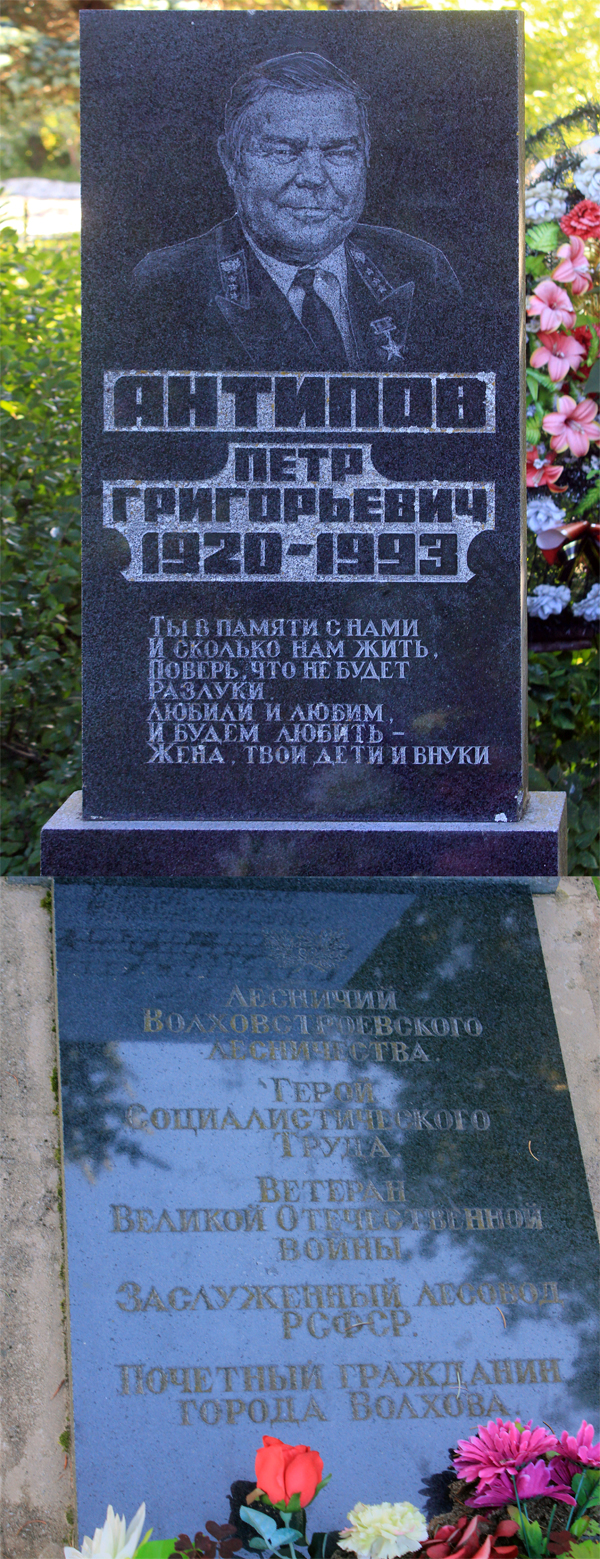 АНТИПОВ
ПЕТР
ГРИГОРЬЕВИЧ
1920-1993
ТЫ В ПАМЯТИ С НАМИ
И СКОЛЬКО НАМ ЖИТЬ,
ПОВЕРЬ, ЧТО НЕ БУДЕТ
РАЗЛУКИ.
ЛЮБИЛИ И ЛЮБИМ,
И БУДЕМ ЛЮБИТЬ –
ЖЕНА, ТВОИ ДЕТИ И ВНУКИ
ЛЕСНИЧИЙ
ВОЛХОВСТРОЕВСКОГО
ЛЕСНИЧЕСТВА.
ГЕРОЙ
СОЦИАЛИСТИЧЕСКОГО
ТРУДА
ВЕТЕРАН
ВЕЛИКОЙ ОТЕЧЕСТВЕННОЙ
ВОЙНЫ
ЗАСЛУЖЕННЫЙ ЛЕСОВОД
РСФСР.
ПОЧЕТНЫЙ ГРАЖДАНИН
ГОРОДА ВОЛХОВА.